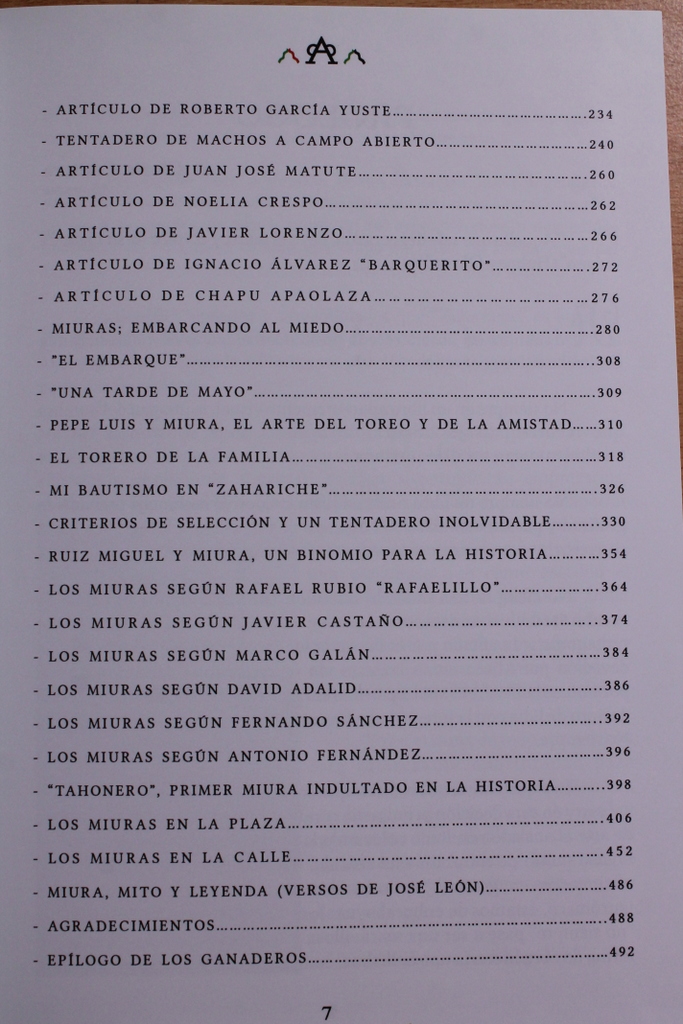 - ARTÍCULO DE ROBERTO GARCÍA YUSTE……………………………………….234
- TENTADERO DE MACHOS A CAMPO ABIERTO………………………………240
- ARTÍCULO DE JUAN JOSÉ MATUTE……………………………………………….260
- ARTÍCULO DE NOELIA CRESPO………………………………………………………262
- ARTÍCULO DE JAVIER LORENZO…………………………………………………266
- ARTÍCULO DE IGNACIO ÁLVAREZ “BARQUERITO”………………….272
- ARTÍCULO DE CHAPU APAOLAZA……………………………………………276
- MIURAS; EMBARCANDO AL MIEDO…………………………………………………280
- ”EL EMBARQUE”……………………………………………………………………………..308
- ”UNA TARDE DE MAYO”…………………………………………………………………….309
- PEPE LUIS Y MIURA, EL ARTE DEL TOREO Y DE LA AMISTAD……310
- EL TORERO DE LA FAMILIA………………………………………………………………318
- MI BAUTISMO EN “ZAHARICHE”……………………………………………………….326
- CRITERIOS DE SELECCIÓN Y UN TENTADERO INOLVIDABLE………..330
- RUIZ MIGUEL Y MIURA, UN BINOMIO PARA LA HISTORIA…………354
- LOS MIURAS SEGÚN RAFAEL RUBIO “RAFAELILLO”………………….364
- LOS MIURAS SEGÚN JAVIER CASTAÑO……………………………………..374
- LOS MIURAS SEGÚN MARCO GALÁN………………………………………………384
- LOS MIURAS SEGÚN DAVID ADALID………………………………………………..386
- LOS MIURAS SEGÚN FERNANDO SÁNCHEZ…………………………………..392
- LOS MIURAS SEGÚN ANTONIO FERNÁNDEZ……………………………………396
- “TAHONERO”, PRIMER MIURA INDULTADO EN LA HISTORIA………..398
- LOS MIURAS EN LA PLAZA…………………………………………………………………406
- LOS MIURAS EN LA CALLE…………………………………………………………………452
- MIURA, MITO Y LEYENDA (VERSOS DE JOSÉ LEÓN)……………………….486
- AGRADECIMIENTOS…………………………………………………………………………..488
- EPÍLOGO DE LOS GANADEROS……………………………………………………………492
7